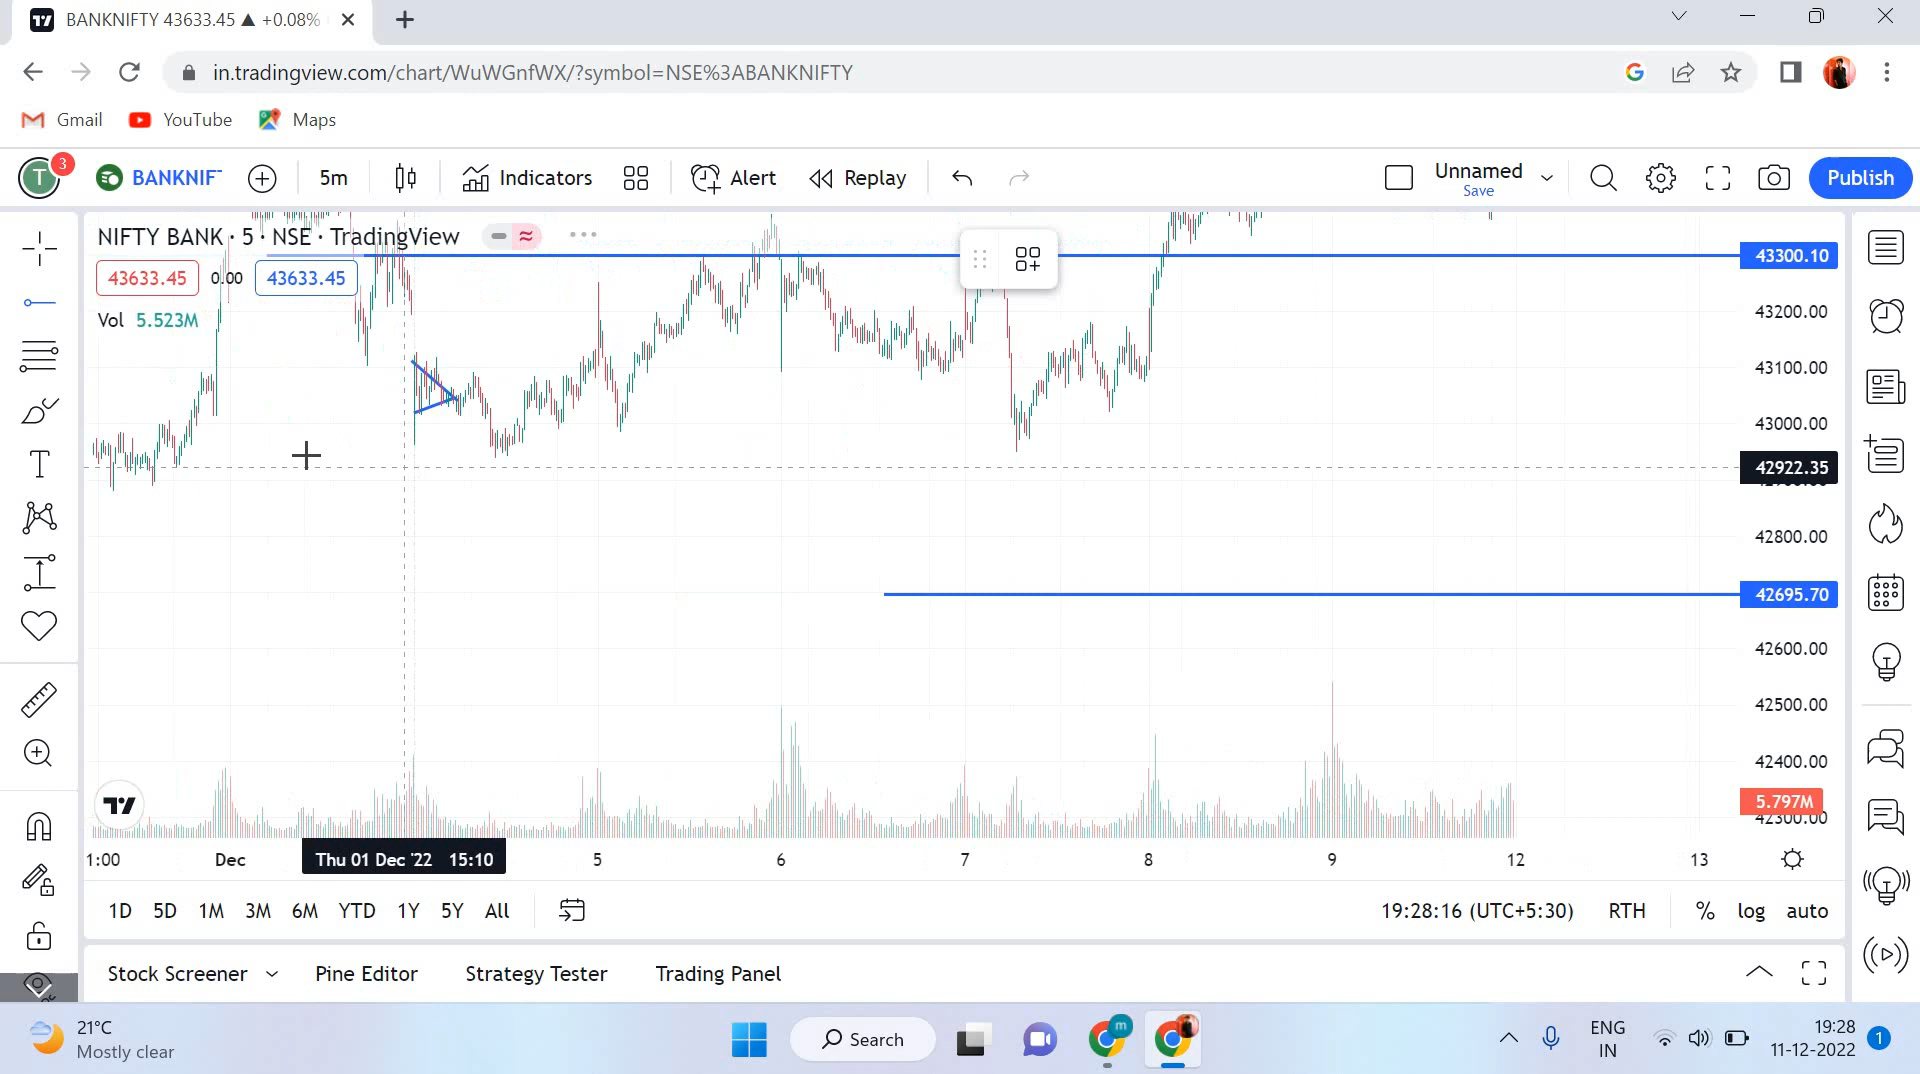 BANKNIFTY 43633.45 ▲ +0.08%
in.tradingview.com/chart/WuWGnfWX/?symbol=NSE%3ABANKNIFTY
Gmail YouTube Maps
T 3 BANKNIF 5m Indicators Alert Replay Unnamed Save Publish
NIFTY BANK · 5 · NSE · TradingView
43633.45 0.00 43633.45
Vol 5.523M
43300.10
43200.00
43100.00
43000.00
42922.35
42800.00
42695.70
42600.00
42500.00
42400.00
5.797M
42300.00
1:00 Dec Thu 01 Dec '22 15:10 5 6 7 8 9 12 13
1D 5D 1M 3M 6M YTD 1Y 5Y All 19:28:16 (UTC+5:30) RTH % log auto
Stock Screener Pine Editor Strategy Tester Trading Panel
21°C
Mostly clear
Search
m
ENG
IN
19:28
11-12-2022
1